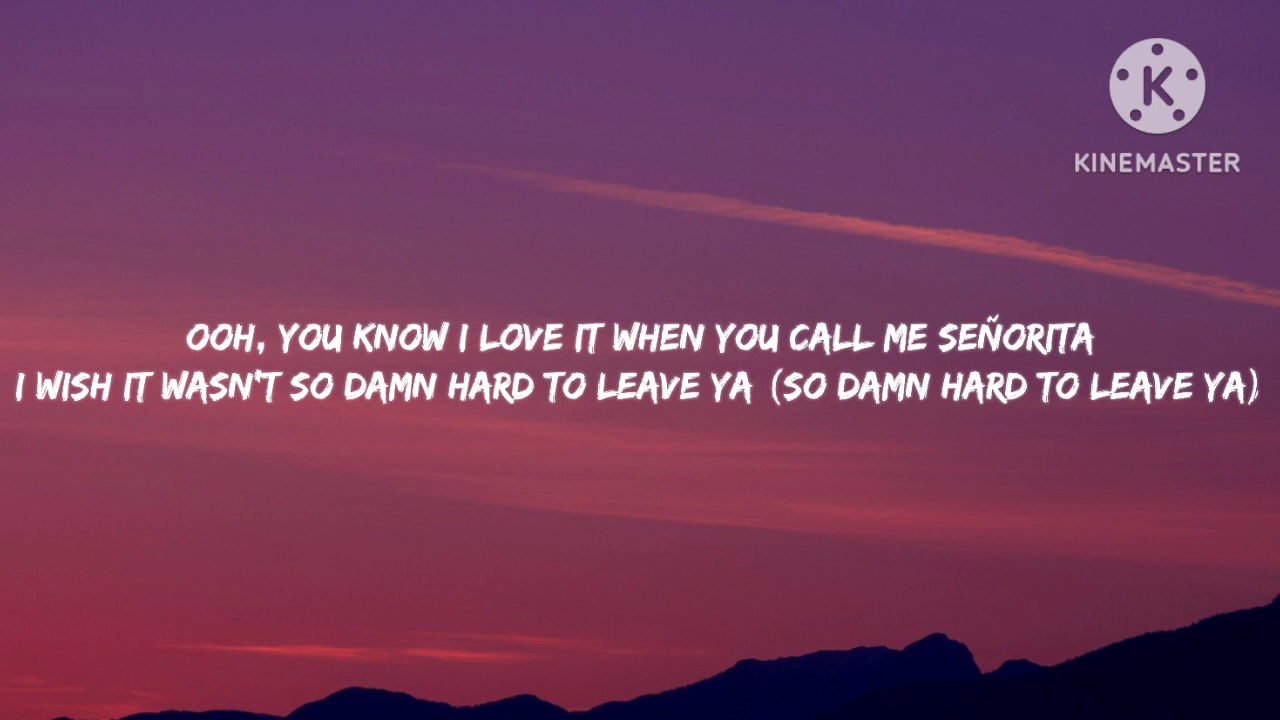 K
KINEMASTER
OOH, YOU KNOW I LOVE IT WHEN YOU CALL ME SEÑORITA
I WISH IT WASN'T SO DAMN HARD TO LEAVE YA (SO DAMN HARD TO LEAVE YA)